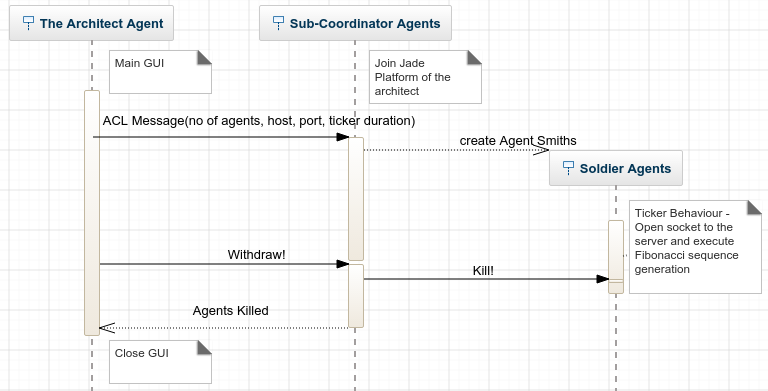 The Architect Agent
Sub-Coordinator Agents
Main GUI
Join Jade
Platform of the
architect
ACL Message(no of agents, host, port, ticker duration)
create Agent Smiths
Soldier Agents
Ticker Behaviour -
Open socket to the
server and execute
Fibonacci sequence
generation
Withdraw!
Kill!
Agents Killed
Close GUI